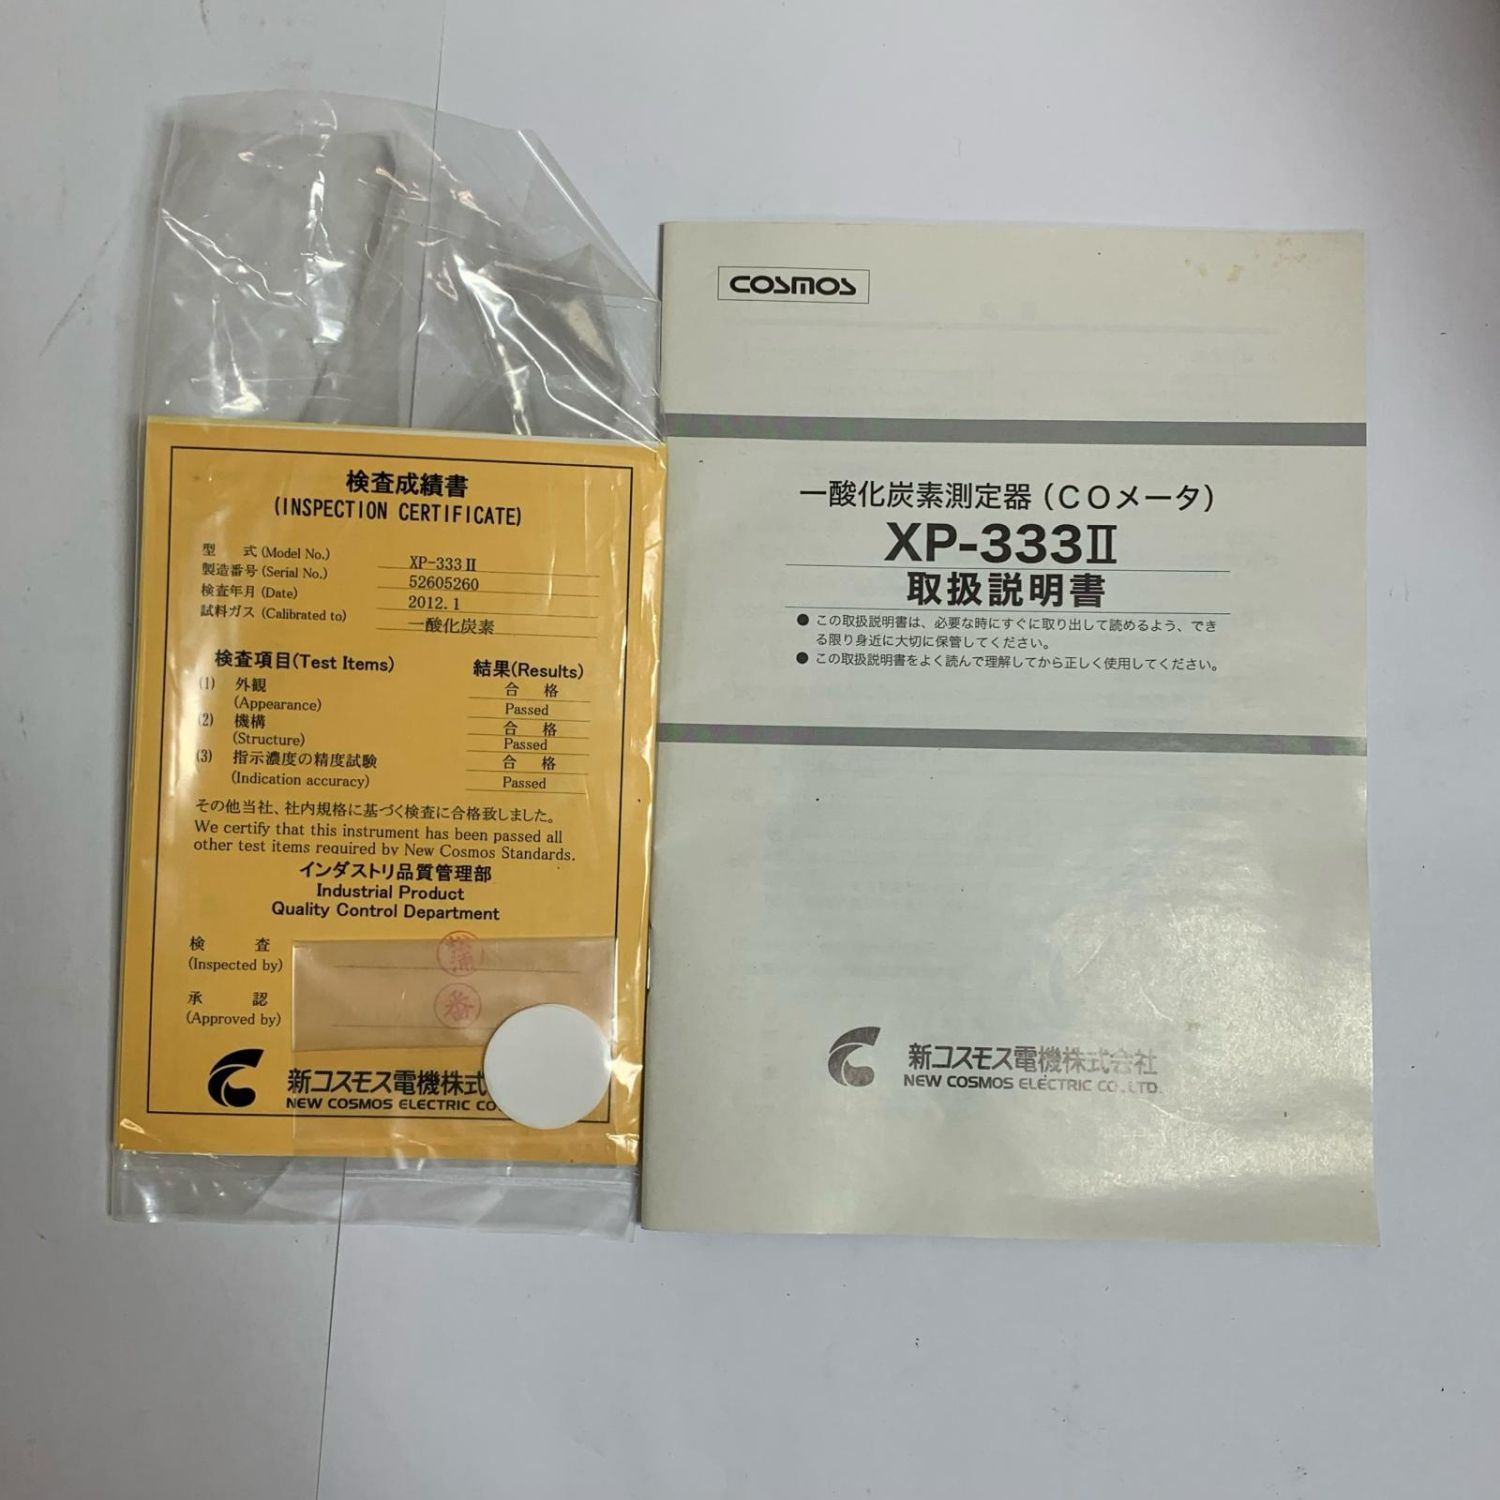 検査成績書
(INSPECTION CERTIFICATE)
型 式 (Model No.) XP-333Ⅱ
製造番号 (Serial No.) 52605260
検査年月 (Date) 2012.1
試料ガス (Calibrated to) 一酸化炭素
検査項目(Test Items) 結果(Results)
(1) 外観 合 格
(Appearance) Passed
(2) 機構 合 格
(Structure) Passed
(3) 指示濃度の精度試験 合 格
(Indication accuracy) Passed
その他当社、社内規格に基づく検査に合格致しました。
We certify that this instrument has been passed all
other test items required by New Cosmos Standards.
インダストリ品質管理部
Industrial Product
Quality Control Department
検 査
(Inspected by)
承 認
(Approved by)
新コスモス電機株式
NEW COSMOS ELECTRIC CO
COSMOS
一酸化炭素測定器(COメータ)
XP-333Ⅱ
取扱説明書
● この取扱説明書は、必要な時にすぐに取り出して読めるよう、でき
る限り身近に大切に保管してください。
● この取扱説明書をよく読んで理解してから正しく使用してください。
新コスモス電機株式会社
NEW COSMOS ELECTRIC CO.,LTD.